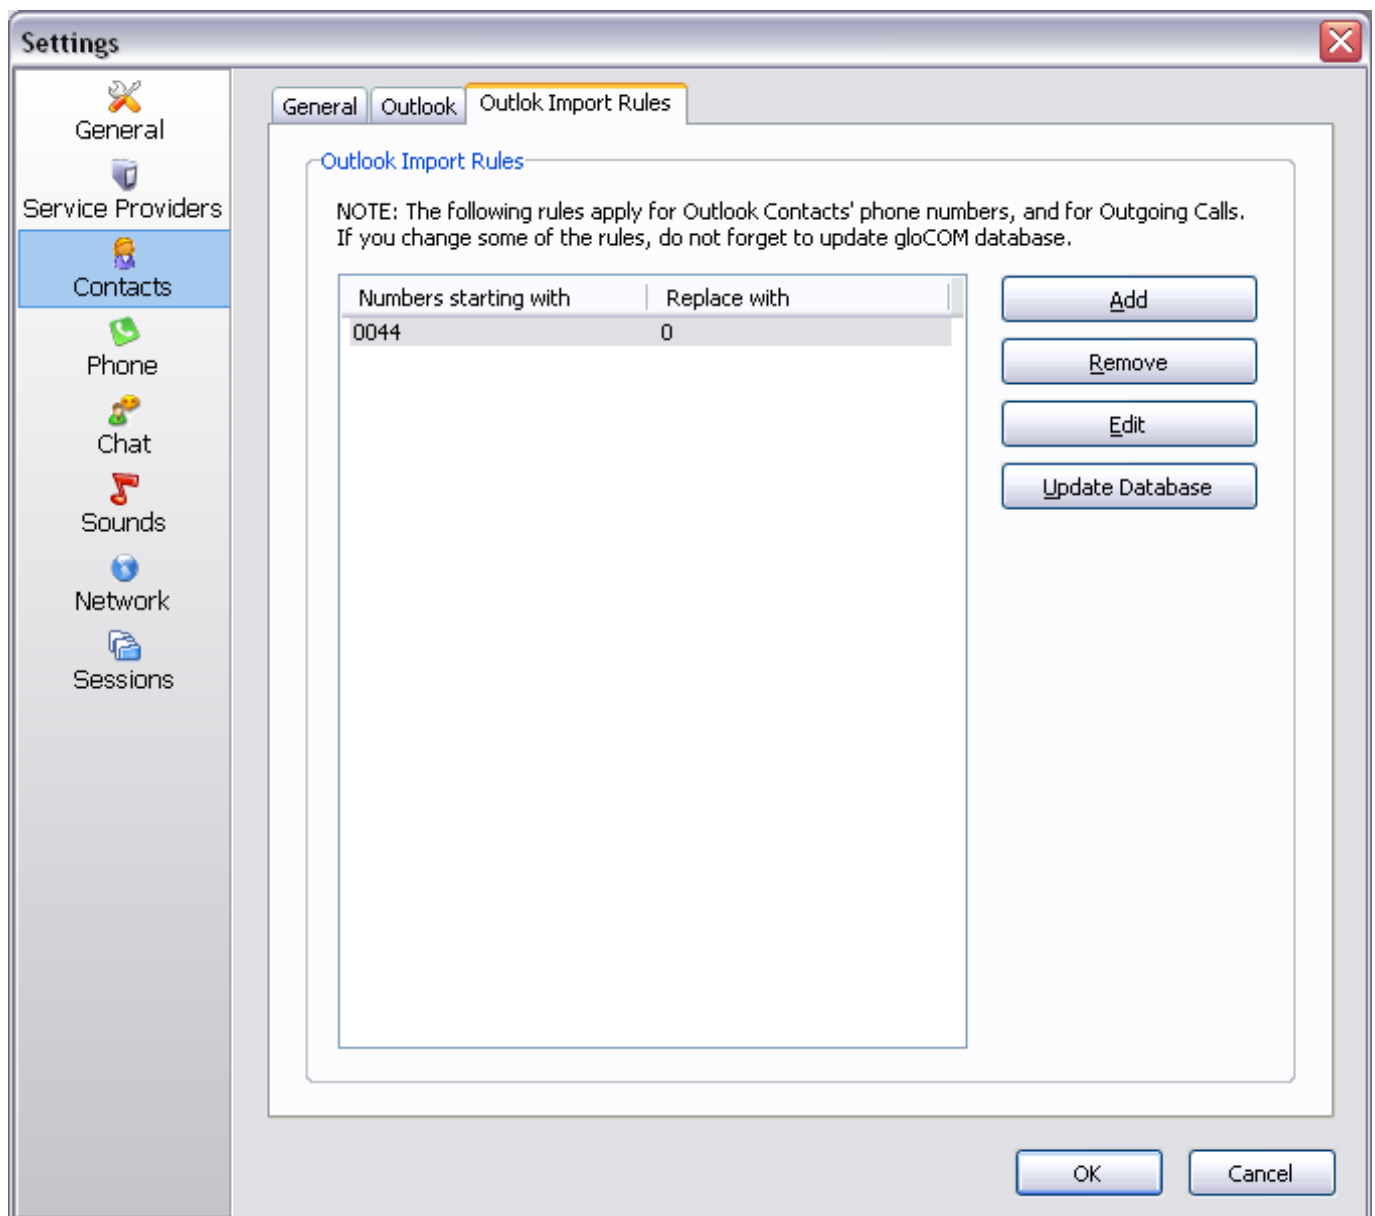 Settings
General
Service Providers
Contacts
Phone
Chat
Sounds
Network
Sessions
General Outlook Outlok Import Rules
Outlook Import Rules
NOTE: The following rules apply for Outlook Contacts' phone numbers, and for Outgoing Calls.
If you change some of the rules, do not forget to update gloCOM database.
Numbers starting with Replace with
0044 0
Add
Remove
Edit
Update Database
OK Cancel